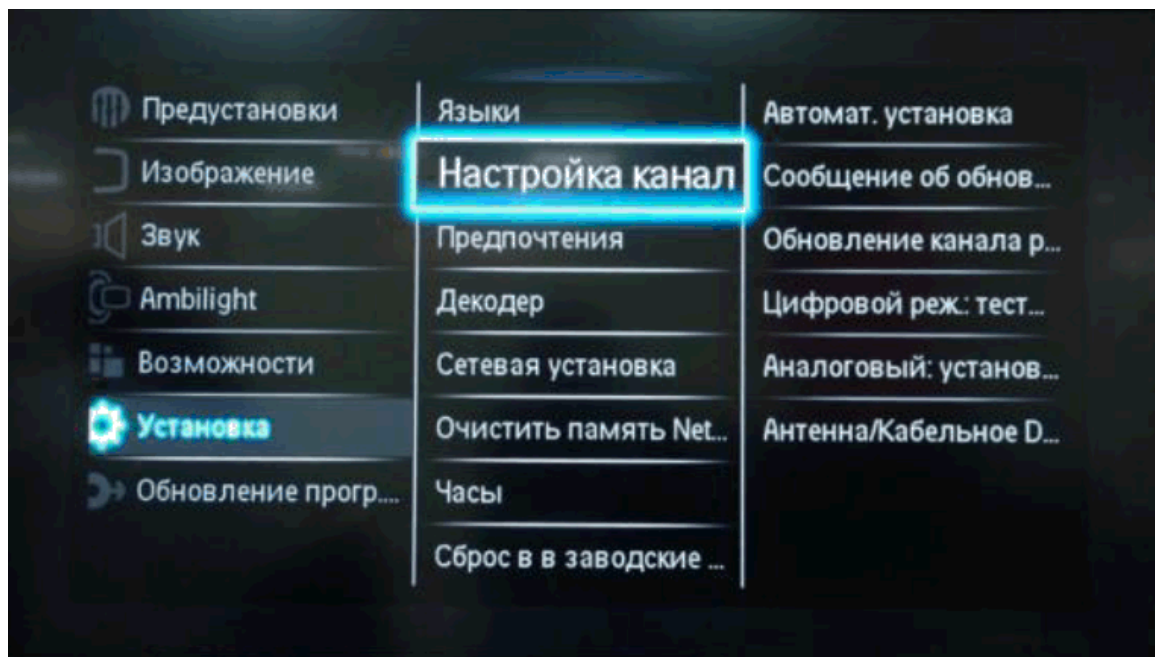 Предустановки
Изображение
Звук
Ambilight
Возможности
Установка
Обновление прогр....
Языки
Настройка канал
Предпочтения
Декодер
Сетевая установка
Очистить память Net...
Часы
Сброс в в заводские ...
Автомат. установка
Сообщение об обнов...
Обновление канала р...
Цифровой реж.: тест...
Аналоговый: установ...
Антенна/Кабельное D...